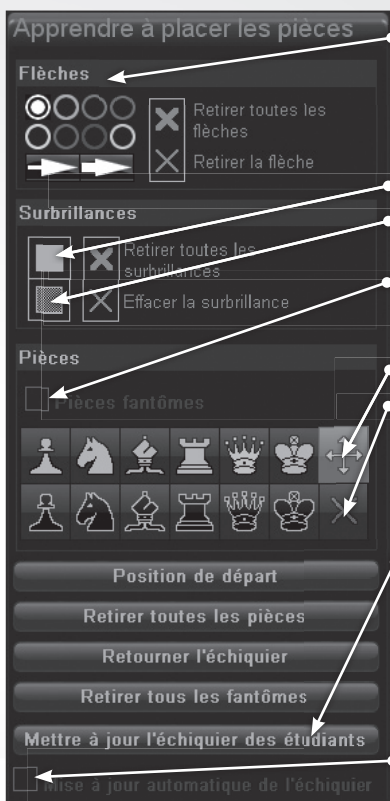 Apprendre à placer les pièces
Flèches
Retirer toutes les
flèches
Retirer la flèche
Surbrillances
Retirer toutes les
surbrillances
Effacer la surbrillance
Pièces
Pièces fantômes
Position de départ
Retirer toutes les pièces
Retourner l'échiquier
Retirer tous les fantômes
Mettre à jour l'échiquier des étudiants
Mise à jour automatique de l'échiquier